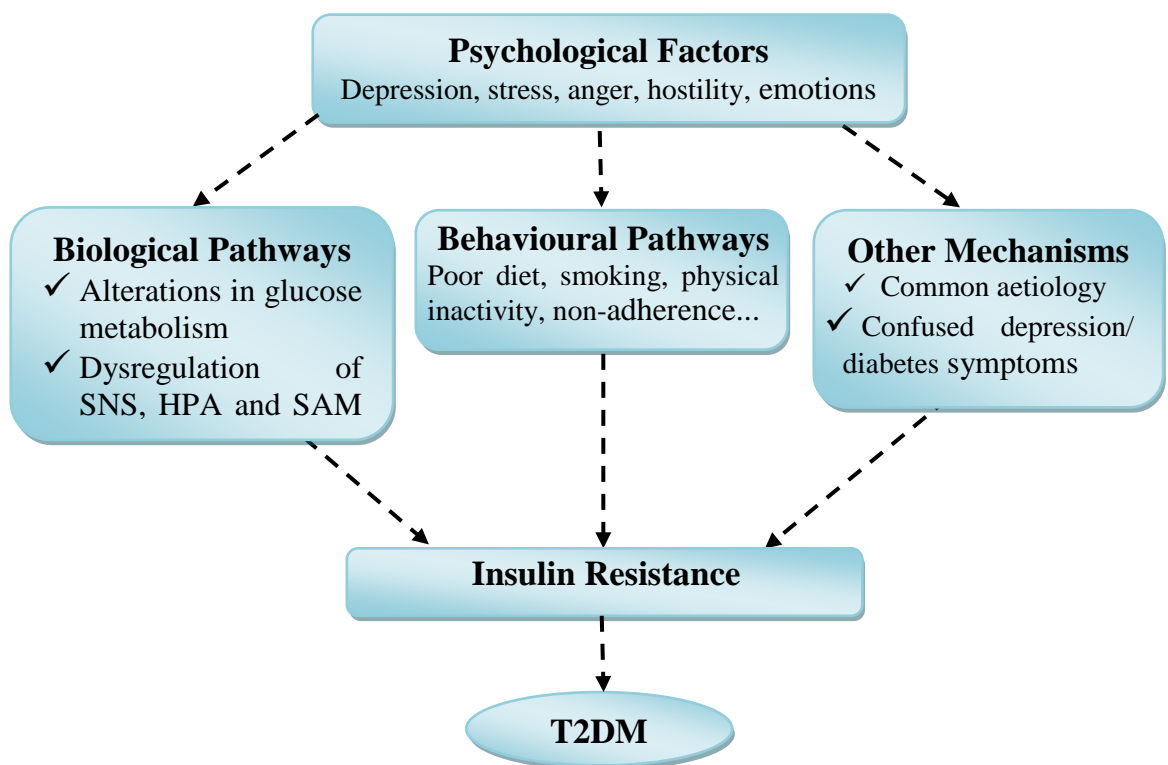 Psychological Factors
Depression, stress, anger, hostility, emotions
Biological Pathways
✓ Alterations in glucose
metabolism
✓ Dysregulation of
SNS, HPA and SAM
Behavioural Pathways
Poor diet, smoking, physical
inactivity, non-adherence...
Other Mechanisms
✓ Common aetiology
✓ Confused depression/
diabetes symptoms
Insulin Resistance
T2DM